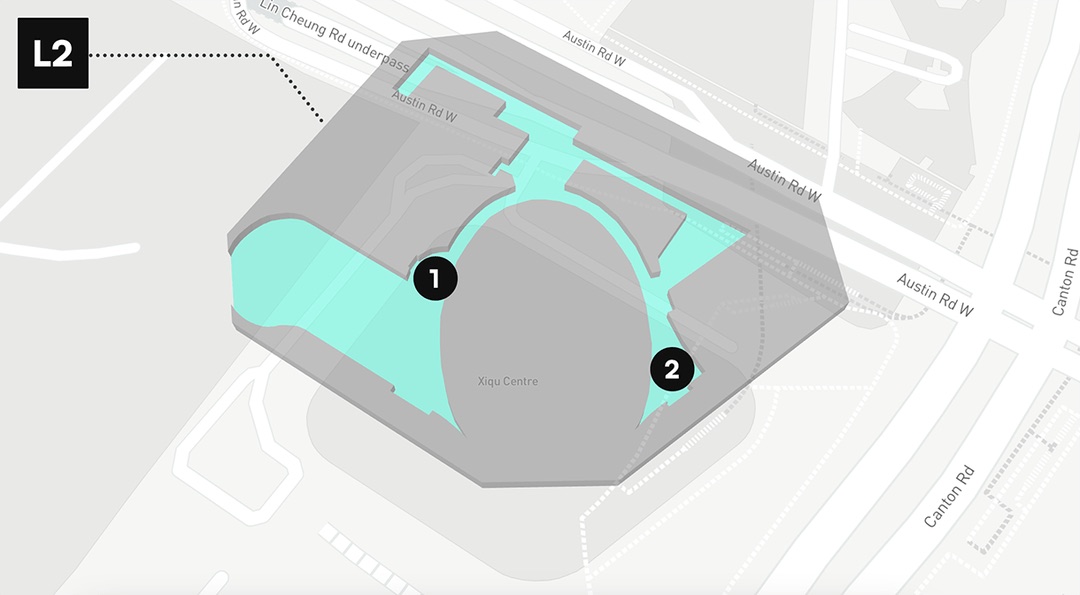 L2
n Rd W
Lin Cheung Rd underpass
Austin Rd W
Austin Rd W
Austin Rd W
Austin Rd W
Canton Rd
1
2
Xiqu Centre
Canton Rd